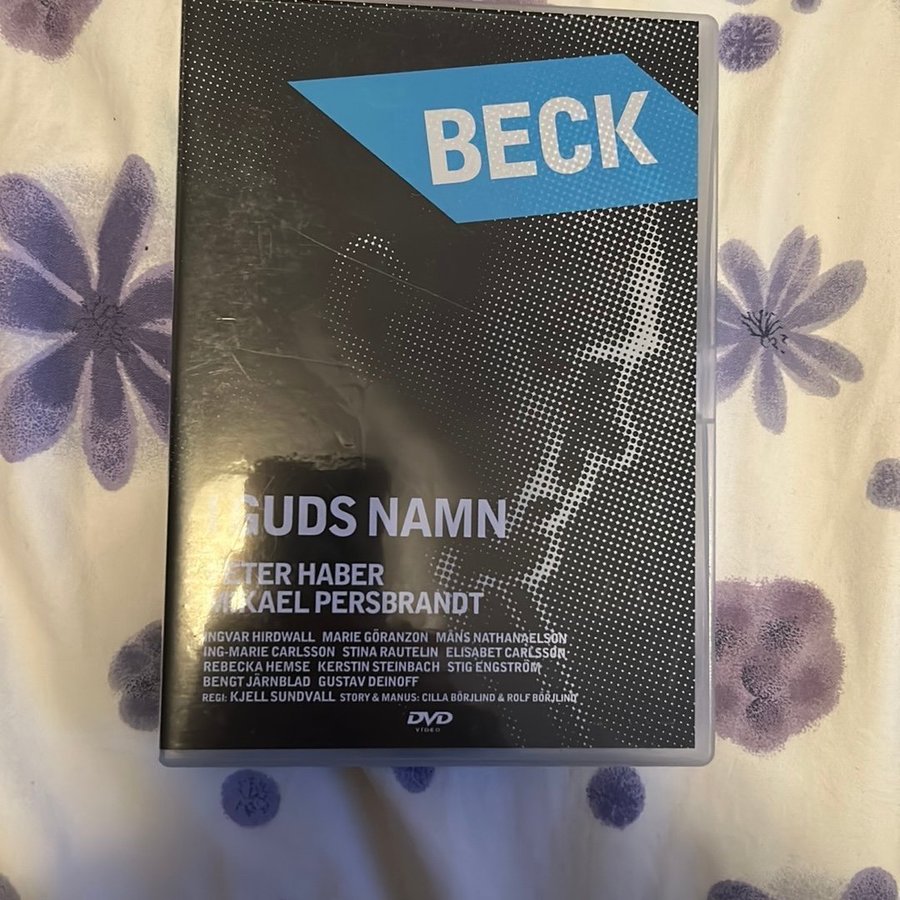 BECK
I GUDS NAMN
PETER HABER
MIKAEL PERSBRANDT
INGVAR HIRDWALL MARIE GÖRANZON MÅNS NATHANAELSON
ING-MARIE CARLSSON STINA RAUTELIN ELISABET CARLSSON
REBECKA HEMSE KERSTIN STEINBACH STIG ENGSTRÖM
BENGT JÄRNBLAD GUSTAV DEINOFF
REGI: KJELL SUNDVALL STORY & MANUS: CILLA BÖRJLIND & ROLF BÖRJLIND
DVD
VIDEO